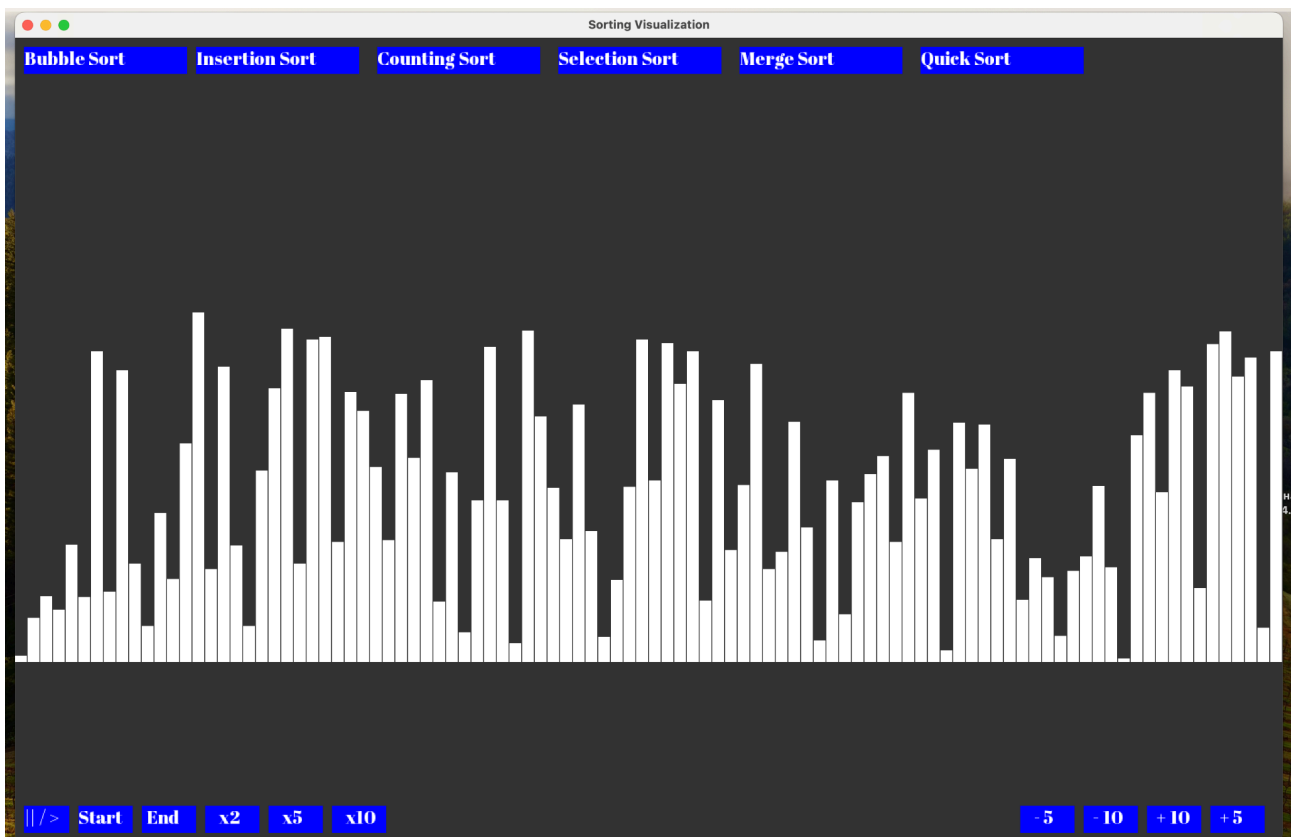 Sorting Visualization
Bubble Sort
Insertion Sort
Counting Sort
Selection Sort
Merge Sort
Quick Sort
|| / >
Start
End
x2
x5
x10
- 5
- 10
+ 10
+ 5